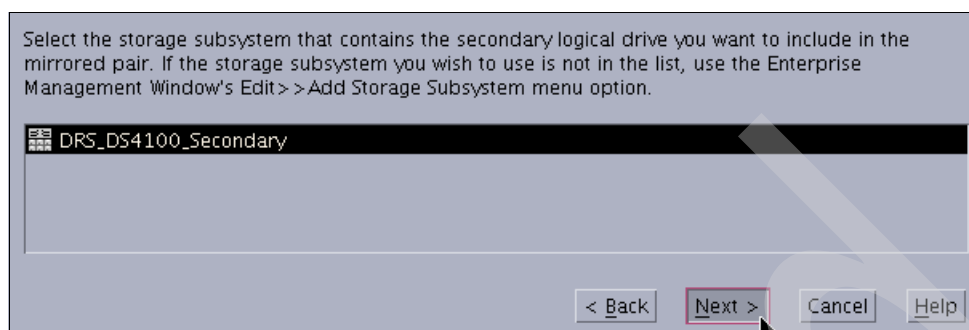 Select the storage subsystem that contains the secondary logical drive you want to include in the
mirrored pair. If the storage subsystem you wish to use is not in the list, use the Enterprise
Management Window's Edit>>Add Storage Subsystem menu option.
DRS_DS4100_Secondary
< Back Next > Cancel Help